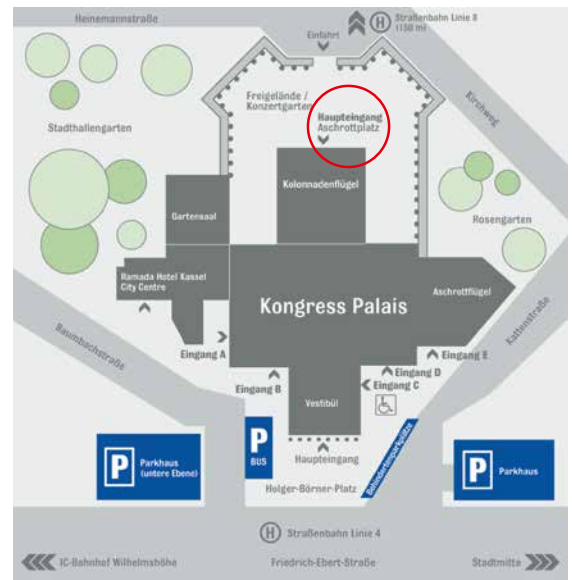 Heinemannstraße
H Straßenbahn Linie 8
(150 m)
Einfahrt
Kirchweg
Freigelände /
Konzertgarten
Haupteingang
Aschrottplatz
Stadthallengarten
Kolonnadenflügel
Gartensaal
Rosengarten
Ramada Hotel Kassel
City Centre
Aschrottflügel
Kongress Palais
Kattenstraße
Baumbachstraße
Eingang A
Eingang E
Eingang D
Eingang B
Eingang C
Vestibül
P
BUS
Behindertenparkplätze
P Parkhaus
(untere Ebene)
Haupteingang
P Parkhaus
Holger-Börner-Platz
H Straßenbahn Linie 4
IC-Bahnhof Wilhelmshöhe
Friedrich-Ebert-Straße
Stadtmitte